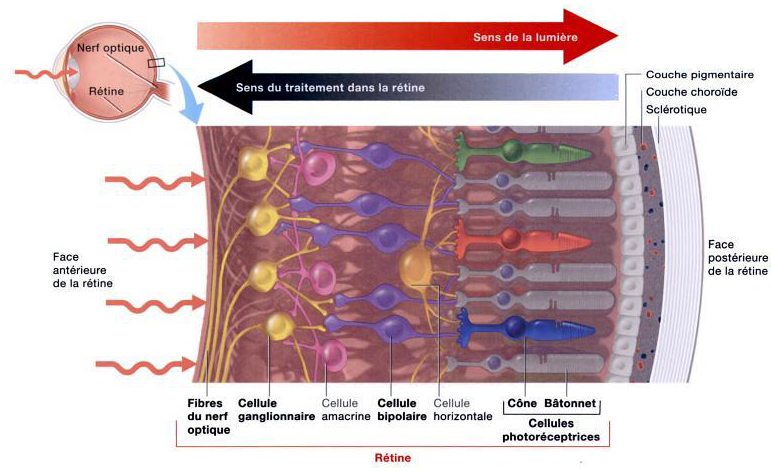 Nerf optique
Rétine
Sens de la lumière
Sens du traitement dans la rétine
Couche pigmentaire
Couche choroïde
Sclérotique
Face
antérieure
de la rétine
Face
postérieure
de la rétine
Fibres
du nerf
optique
Cellule
ganglionnaire
Cellule
amacrine
Cellule
bipolaire
Cellule
horizontale
Cône
Bâtonnet
Cellules
photoréceptrices
Rétine